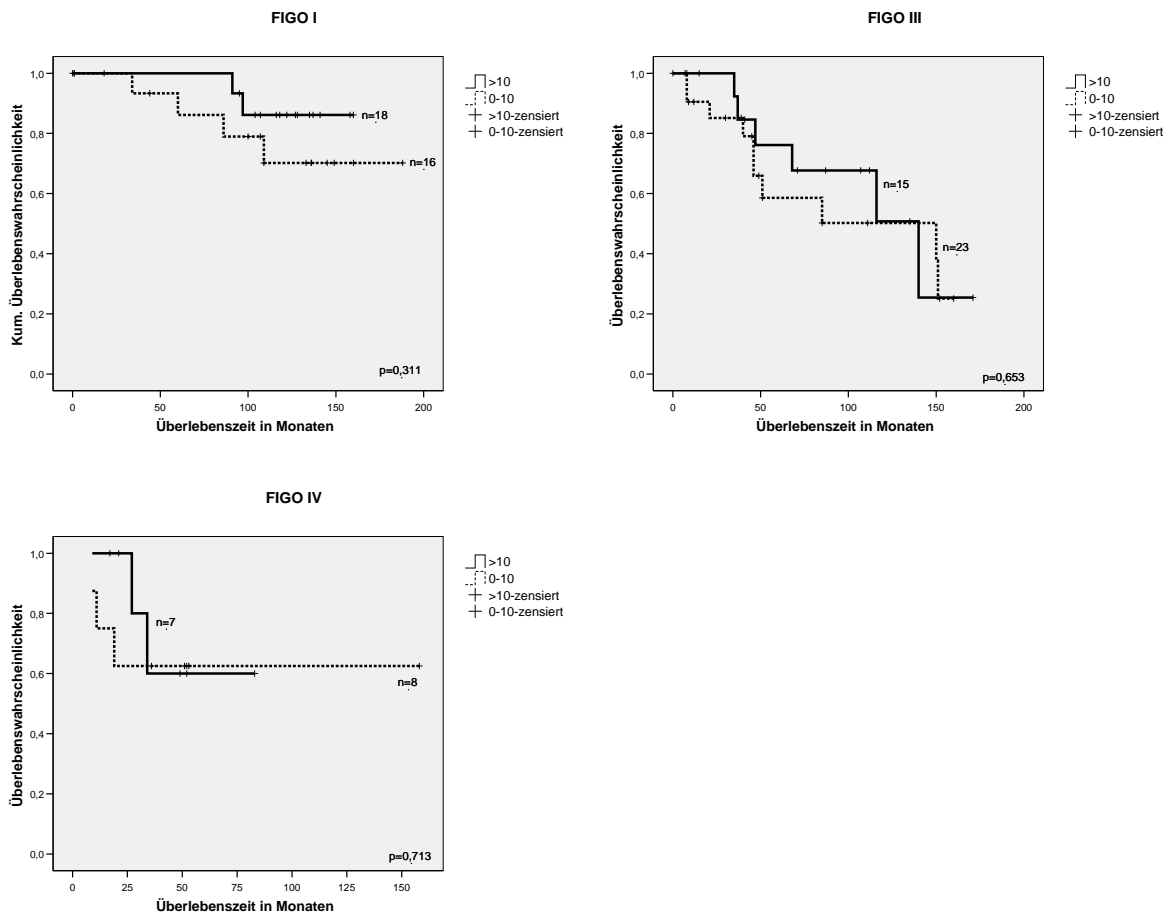 FIGO I
Kum. Überlebenswahrscheinlichkeit
1,0
0,8
0,6
0,4
0,2
0,0
n=18
n=16
p=0,311
0 50 100 150 200
Überlebenszeit in Monaten
>10
0-10
>10-zensiert
0-10-zensiert
FIGO III
Überlebenswahrscheinlichkeit
1,0
0,8
0,6
0,4
0,2
0,0
n=15
n=23
p=0,653
0 50 100 150 200
Überlebenszeit in Monaten
>10
0-10
>10-zensiert
0-10-zensiert
FIGO IV
Überlebenswahrscheinlichkeit
1,0
0,8
0,6
0,4
0,2
0,0
n=7
n=8
p=0,713
0 25 50 75 100 125 150
Überlebenszeit in Monaten
>10
0-10
>10-zensiert
0-10-zensiert